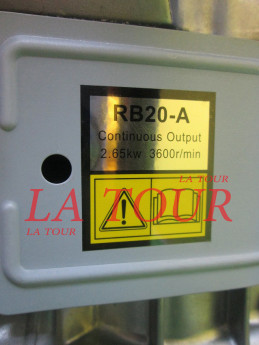 RB20-A
Continuous Output
2.65kw 3600r/min
LA TOUR
LA TOUR
LA TOUR